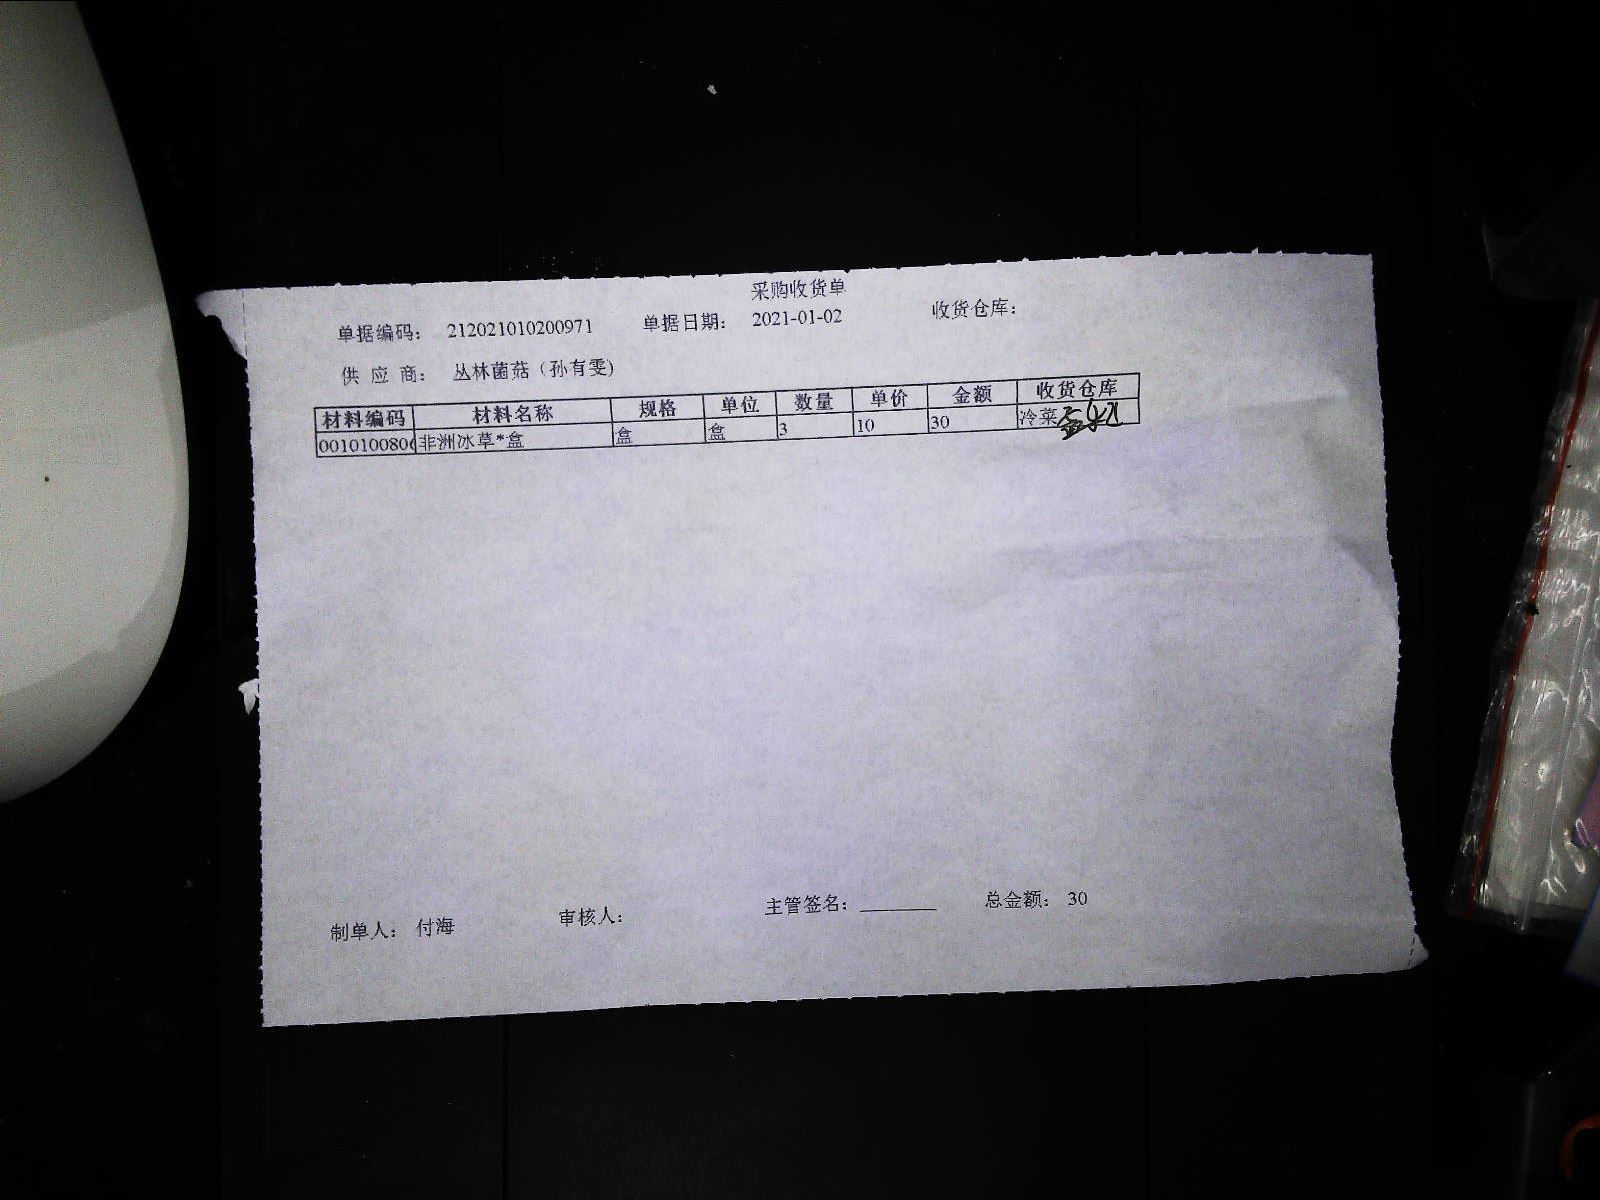 采购收货单
单据编码： 212021010200971 单据日期： 2021-01-02 收货仓库：
供 应 商： 丛林菌菇（孙有雯）
材料编码 材料名称 规格 单位 数量 单价 金额 收货仓库
0010100800 非洲冰草*盒 盒 盒 3 10 30 冷菜
制单人： 付海 审核人： 主管签名： 总金额： 30